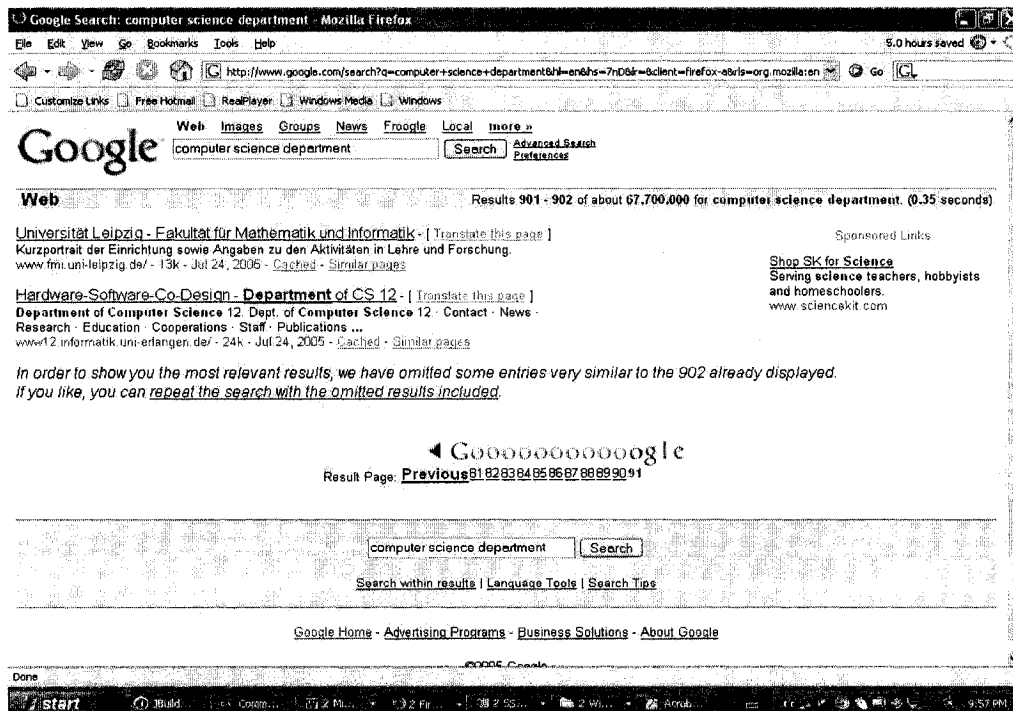 Google Search: computer science department - Mozilla Firefox
File Edit View Go Bookmarks Tools Help 5.0 hours saved
http://www.google.com/search?q=computer+science+department&hl=en&hs=7nD&lr=&client=firefox-a&rls=org.mozilla:en Go
Customize Links Free Hotmail RealPlayer Windows Media Windows
Google
Web Images Groups News Froogle Local more »
computer science department Search Advanced Search
Preferences
Web Results 901 - 902 of about 67,700,000 for computer science department. (0.35 seconds)
Universität Leipzig - Fakultät für Mathematik und Informatik - [ Translate this page ]
Kurzportrait der Einrichtung sowie Angaben zu den Aktivitäten in Lehre und Forschung.
www.fmi.uni-leipzig.de/ - 13k - Jul 24, 2005 - Cached - Similar pages
Hardware-Software-Co-Design - Department of CS 12 - [ Translate this page ]
Department of Computer Science 12. Dept. of Computer Science 12 · Contact · News ·
Research · Education · Cooperations · Staff · Publications ...
www12.informatik.uni-erlangen.de/ - 24k - Jul 24, 2005 - Cached - Similar pages
Sponsored Links
Shop SK for Science
Serving science teachers, hobbyists
and homeschoolers.
www.sciencekit.com
In order to show you the most relevant results, we have omitted some entries very similar to the 902 already displayed.
If you like, you can repeat the search with the omitted results included.
Gooooooooooogle
Result Page: Previous 81 82 83 84 85 86 87 88 89 90 91
computer science department Search
Search within results | Language Tools | Search Tips
Google Home - Advertising Programs - Business Solutions - About Google
©2005 Google
Done
start JBuild... Com... 2 Mi... 2 Fir... 2 SS... 2 Wi... Acrob... 9:57 PM